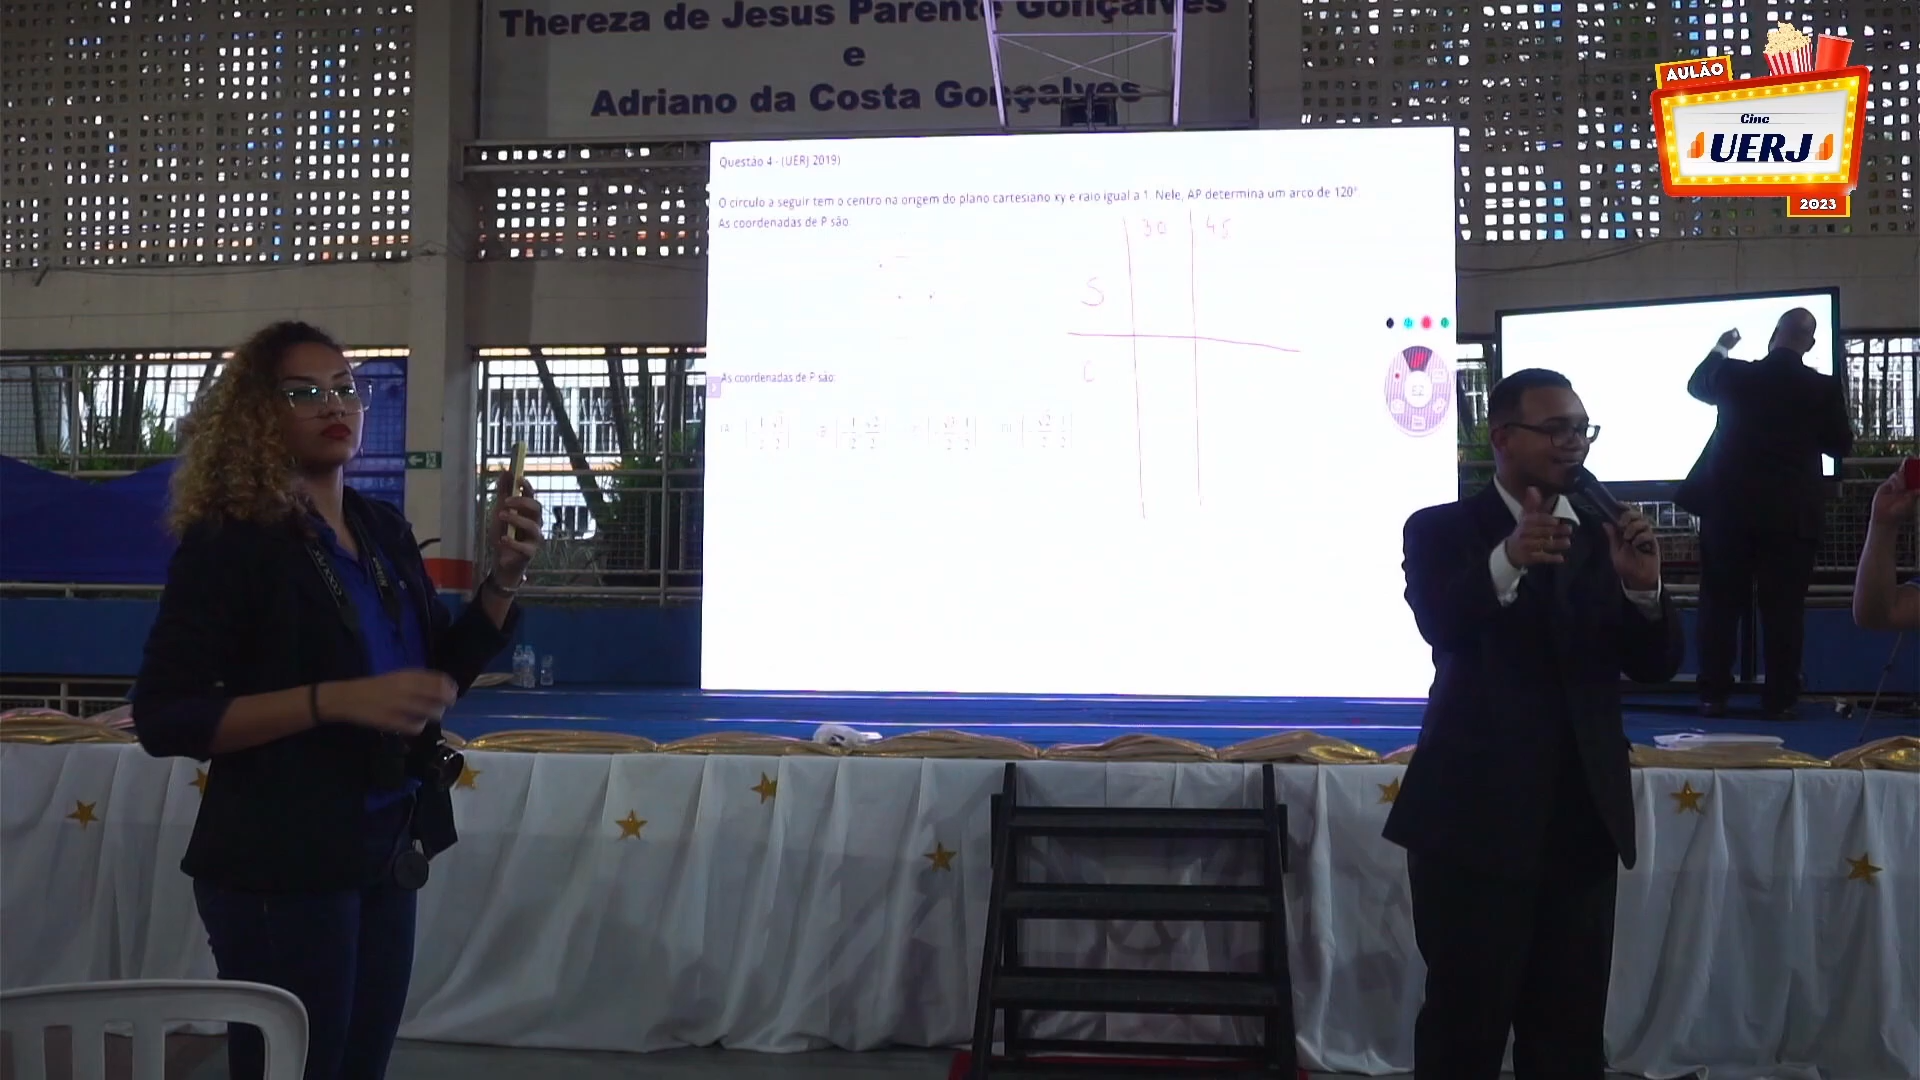 Thereza de Jesus Parente Gonçalves
e
Adriano da Costa Gonçalves
AULÃO
Cine
UERJ
2023
Questão 4 - (UERJ 2019)
O círculo a seguir tem o centro na origem do plano cartesiano xy e raio igual a 1. Nele, AP determina um arco de 120°.
As coordenadas de P são:
30 45
S
C
As coordenadas de P são: